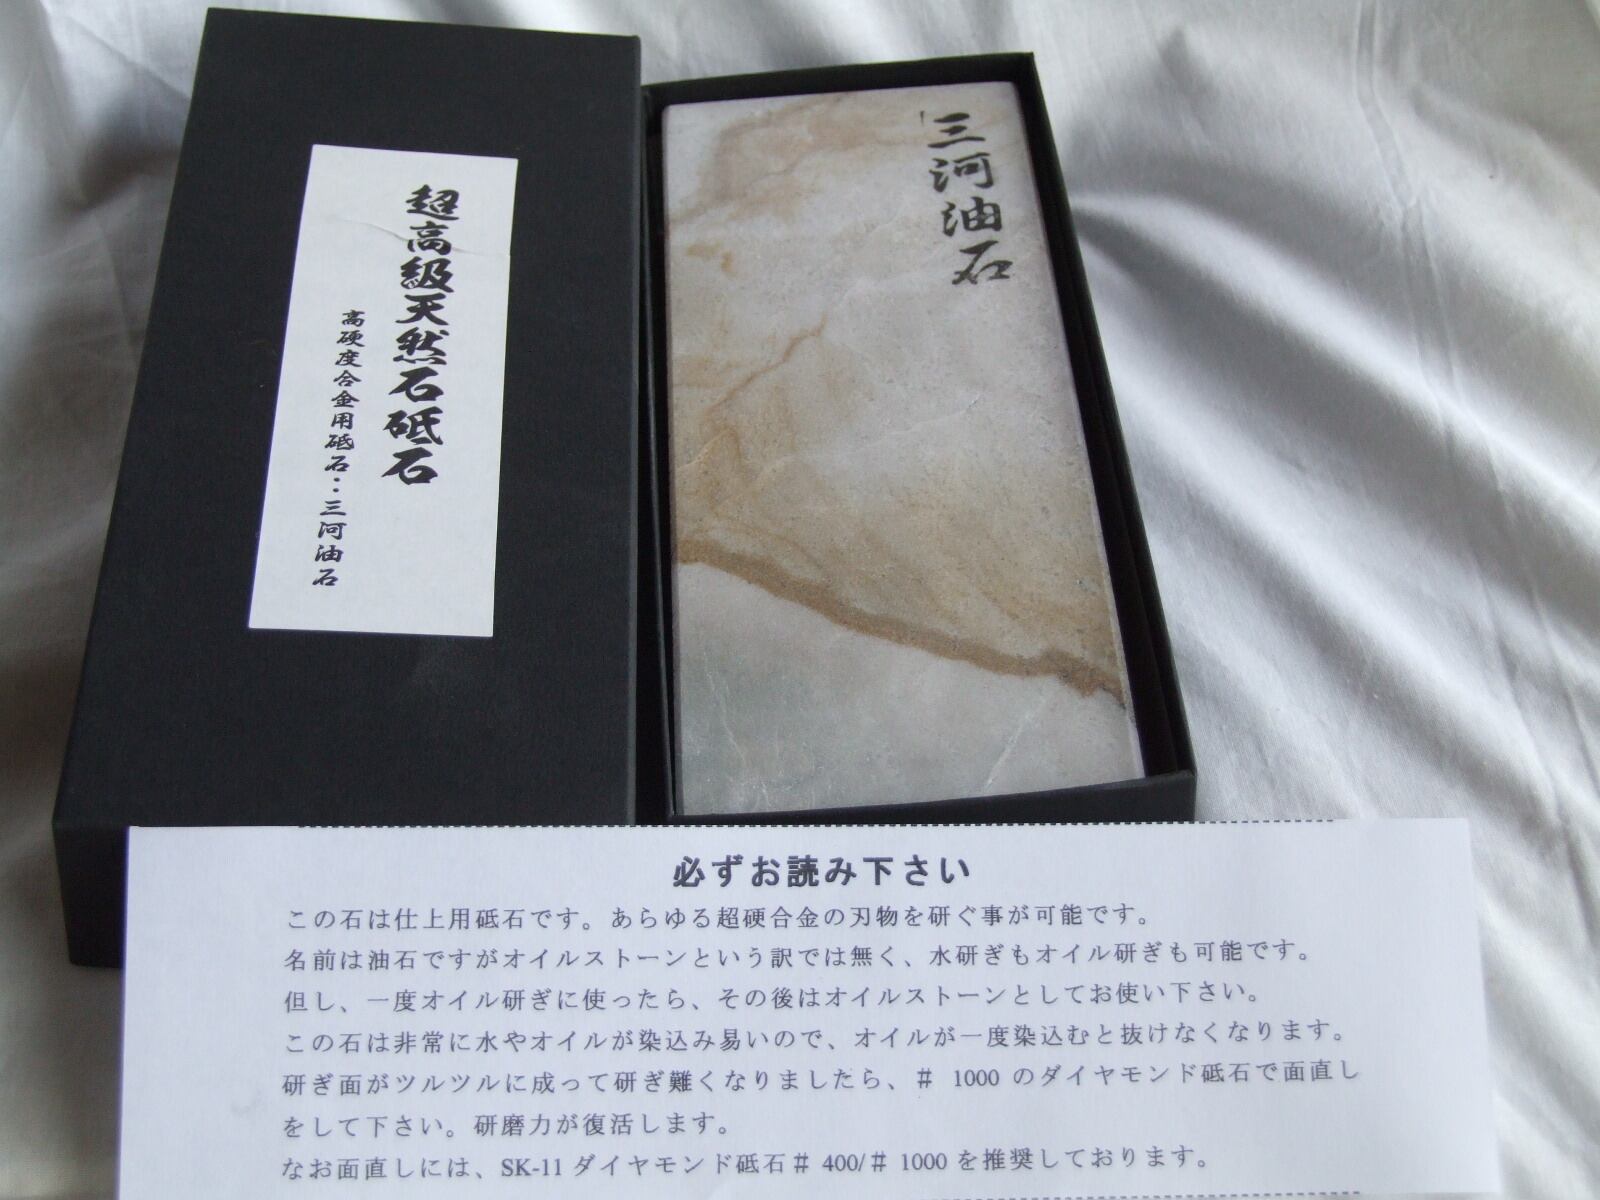 超高級天然石砥石
高硬度合金用砥石：三河油石
三河油石
必ずお読み下さい
この石は仕上用砥石です。あらゆる超硬合金の刃物を研ぐ事が可能です。
名前は油石ですがオイルストーンという訳では無く、水研ぎもオイル研ぎも可能です。
但し、一度オイル研ぎに使ったら、その後はオイルストーンとしてお使い下さい。
この石は非常に水やオイルが染込み易いので、オイルが一度染込むと抜けなくなります。
研ぎ面がツルツルに成って研ぎ難くなりましたら、＃ 1000 のダイヤモンド砥石で面直し
をして下さい。研磨力が復活します。
なお面直しには、SK-11 ダイヤモンド砥石＃ 400/＃ 1000 を推奨しております。